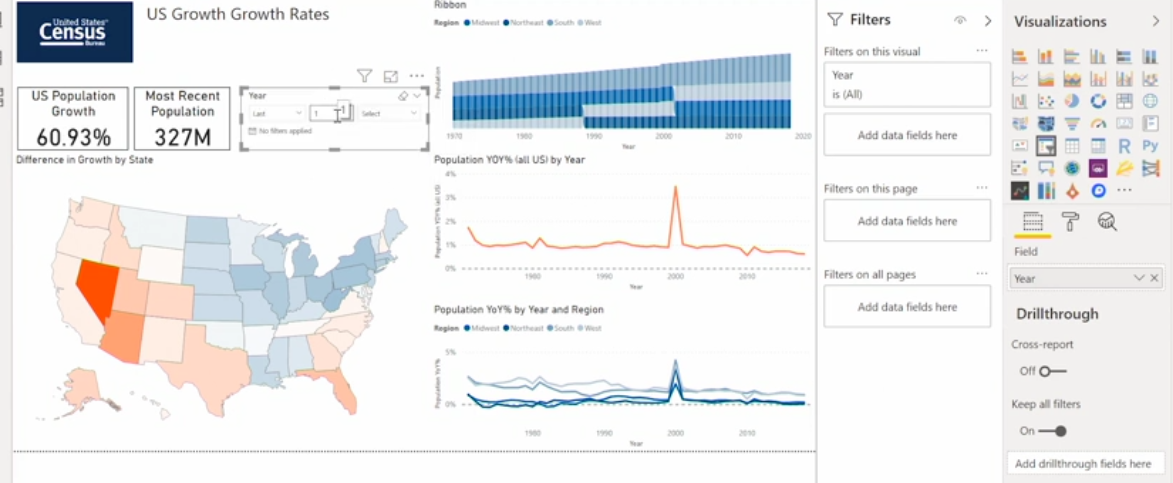 United States®
Census
Bureau
US Growth Growth Rates
US Population
Growth
60.93%
Most Recent
Population
327M
Year
Last
1
1
Select
No filters applied
Difference in Growth by State
Ribbon
Region Midwest Northeast South West
Population
1970 1980 1990 2000 2010 2020
Year
Population YOY% (all US) by Year
Population YOY% (all US)
4%
3%
2%
1%
0%
1980 1990 2000 2010
Year
Population YoY% by Year and Region
Region Midwest Northeast South West
Population YoY%
5%
0%
1980 1990 2000 2010
Year
Filters
Filters on this visual ...
Year
is (All)
Add data fields here
Filters on this page ...
Add data fields here
Filters on all pages ...
Add data fields here
Visualizations
R Py
...
Field
Year
Drillthrough
Cross-report
Off
Keep all filters
On
Add drillthrough fields here